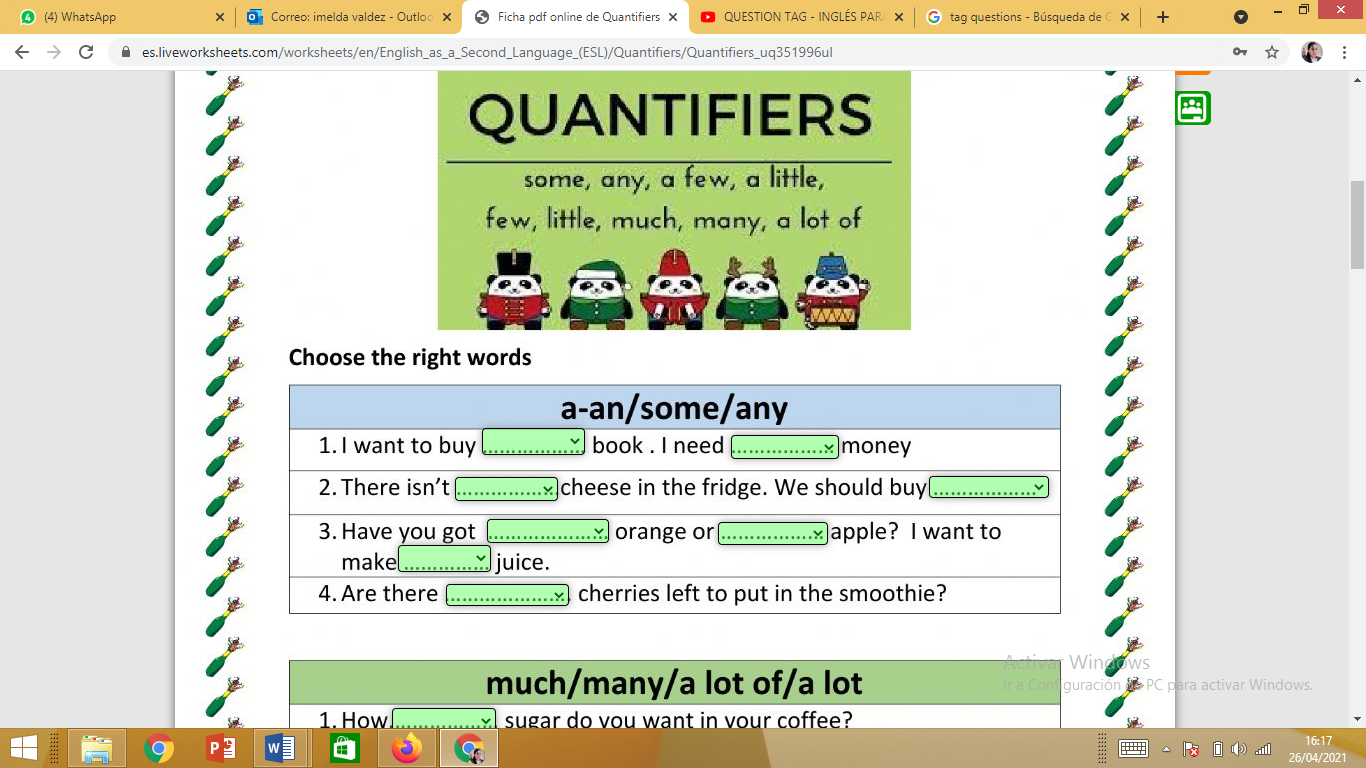 (4) WhatsApp
Correo: imelda valdez - Outloo
Ficha pdf online de Quantifiers
QUESTION TAG - INGLÉS PARA
tag questions - Búsqueda de G
es.liveworksheets.com/worksheets/en/English_as_a_Second_Language_(ESL)/Quantifiers/Quantifiers_uq351996ul
QUANTIFIERS
some, any, a few, a little,
few, little, much, many, a lot of
Choose the right words
a-an/some/any
1. I want to buy ................ book . I need ................ money
2. There isn't ................ cheese in the fridge. We should buy ..................
3. Have you got .................... orange or ................ apple? I want to
make .............. juice.
4. Are there ................... cherries left to put in the smoothie?
much/many/a lot of/a lot
1. How ............... sugar do you want in your coffee?
Activar Windows
Ir a Configuración de PC para activar Windows.
16:17
26/04/2021